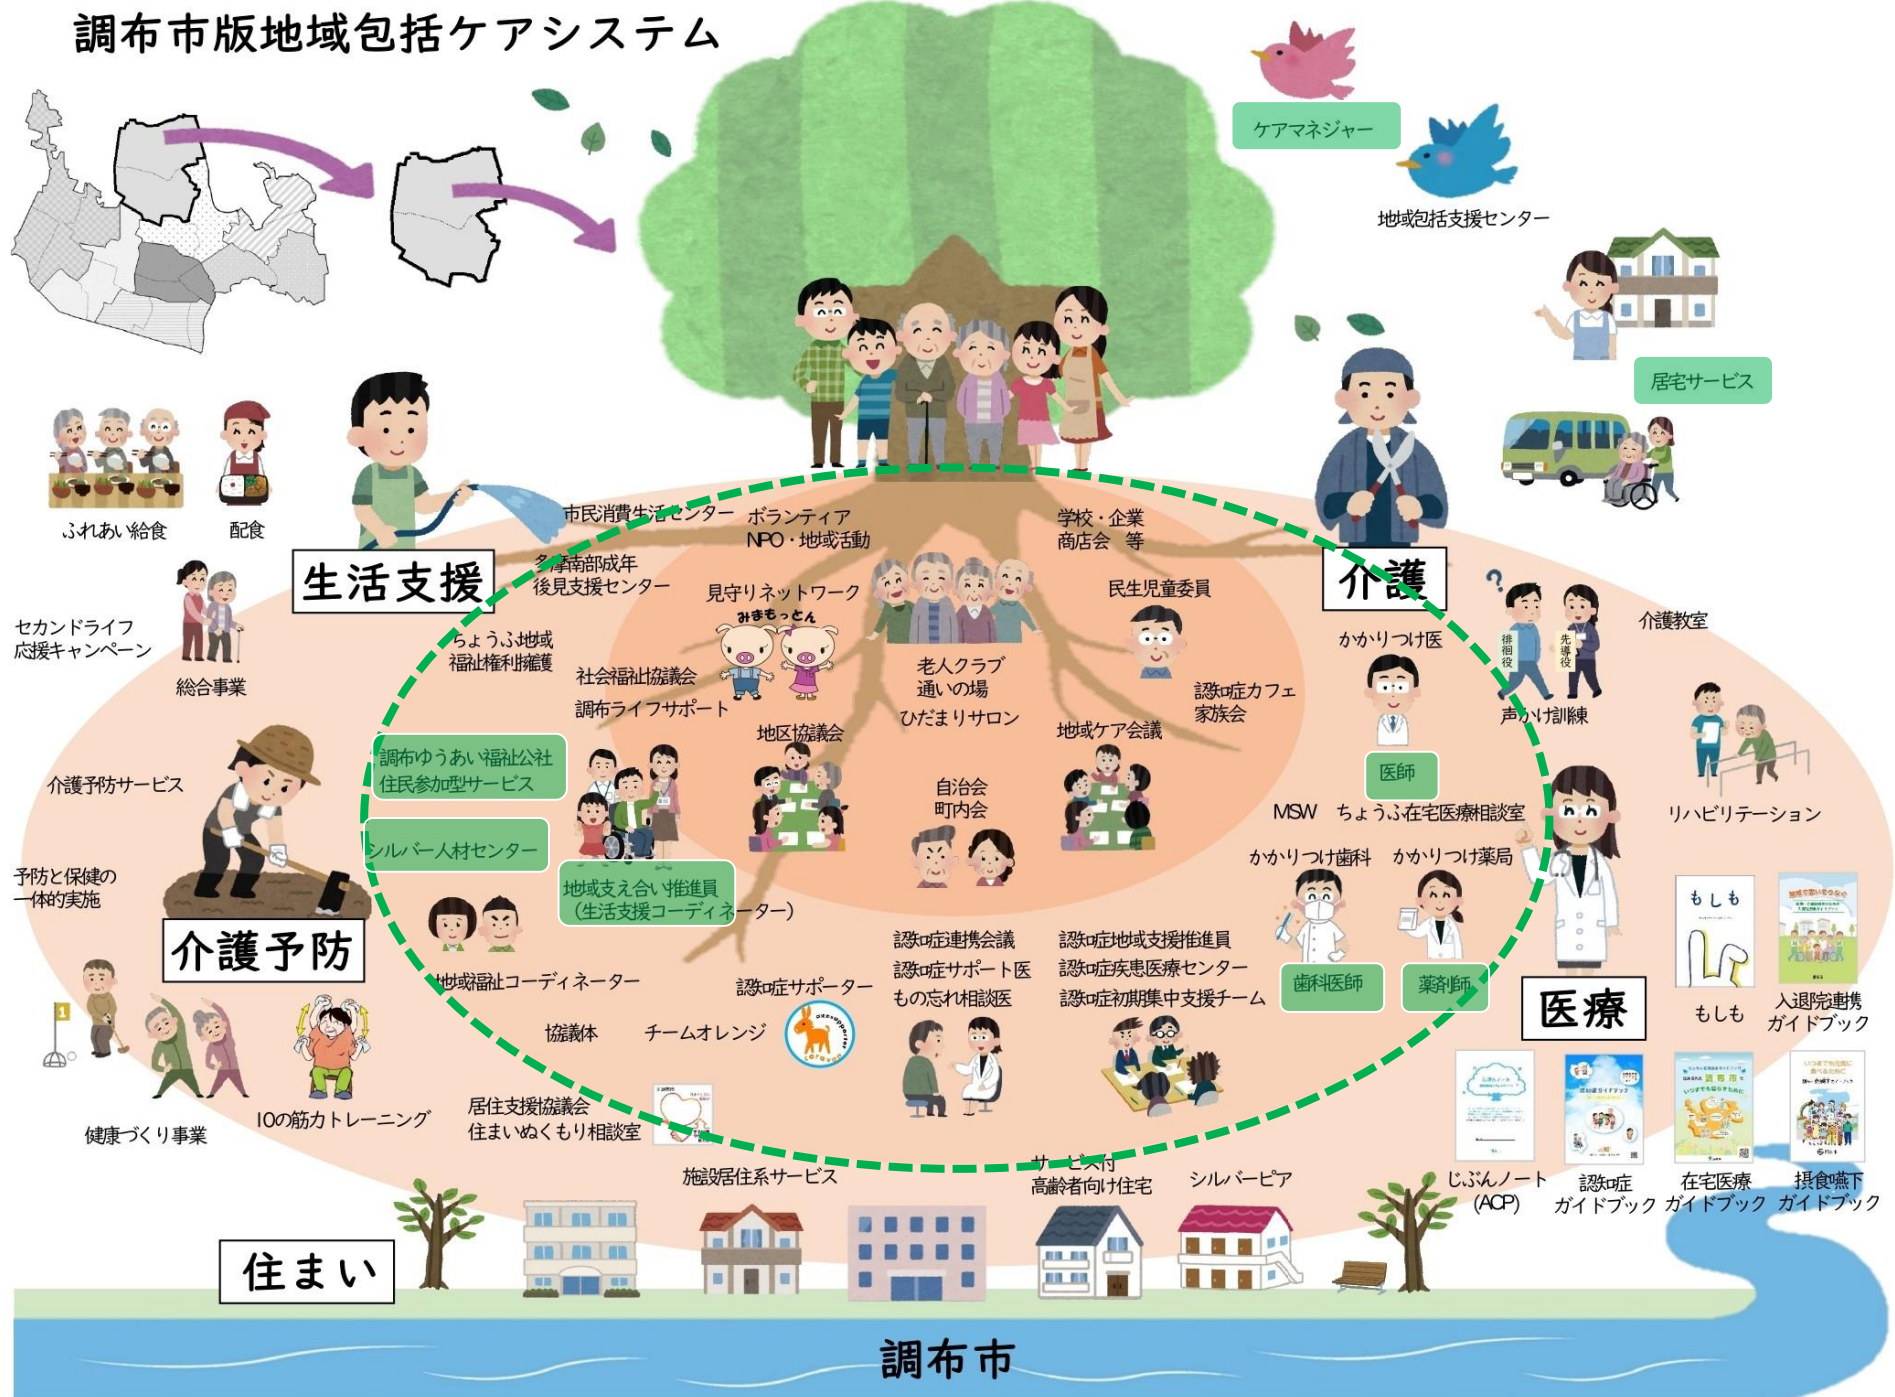 調布市版地域包括ケアシステム
ケアマネジャー
地域包括支援センター
居宅サービス
ふれあい給食
配食
生活支援
セカンドライフ
応援キャンペーン
総合事業
市民消費生活センター
多摩南部成年
後見支援センター
ボランティア
NPO・地域活動
学校・企業
商店会　等
介護
見守りネットワーク
みまもっとん
民生児童委員
ちょうふ地域
福祉権利擁護
社会福祉協議会
調布ライフサポート
老人クラブ
通いの場
ひだまりサロン
認知症カフェ
家族会
かかりつけ医
徘徊役
先導役
声かけ訓練
介護教室
リハビリテーション
地区協議会
地域ケア会議
自治会
町内会
調布ゆうあい福祉公社
住民参加型サービス
シルバー人材センター
地域支え合い推進員
（生活支援コーディネーター）
医師
MSW　ちょうふ在宅医療相談室
かかりつけ歯科
かかりつけ薬局
歯科医師
薬剤師
医療
介護予防サービス
予防と保健の
一体的実施
介護予防
地域福祉コーディネーター
協議体
チームオレンジ
認知症サポーター
caravan
認知症連携会議
認知症サポート医
もの忘れ相談医
認知症地域支援推進員
認知症疾患医療センター
認知症初期集中支援チーム
1
健康づくり事業
10の筋力トレーニング
居住支援協議会
住まいぬくもり相談室
もしも
もしも
入退院連携
ガイドブック
じぶんノート
(ACP)
認知症
ガイドブック
在宅医療
ガイドブック
摂食嚥下
ガイドブック
施設居住系サービス
サービス付
高齢者向け住宅
シルバーピア
住まい
調布市